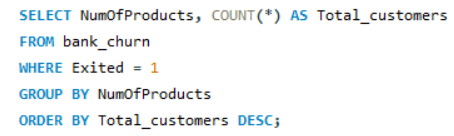 SELECT NumOfProducts, COUNT(*) AS Total_customers
FROM bank_churn
WHERE Exited = 1
GROUP BY NumOfProducts
ORDER BY Total_customers DESC;